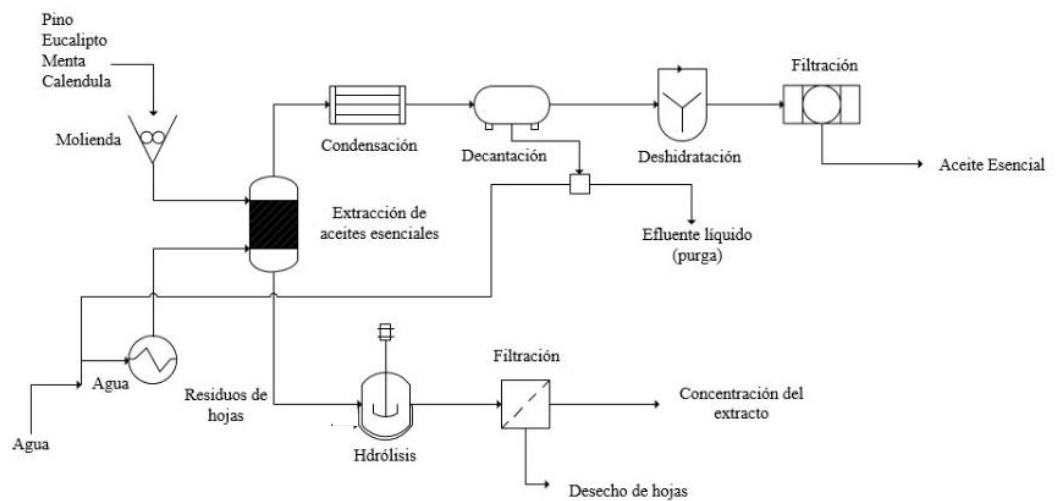 Pino
Eucalipto
Menta
Calendula
Molienda
Condensación
Decantación
Deshidratación
Filtración
Aceite Esencial
Extracción de
aceites esenciales
Efluente líquido
(purga)
Agua
Agua
Residuos de
hojas
Hdrólisis
Filtración
Concentración del
extracto
Desecho de hojas